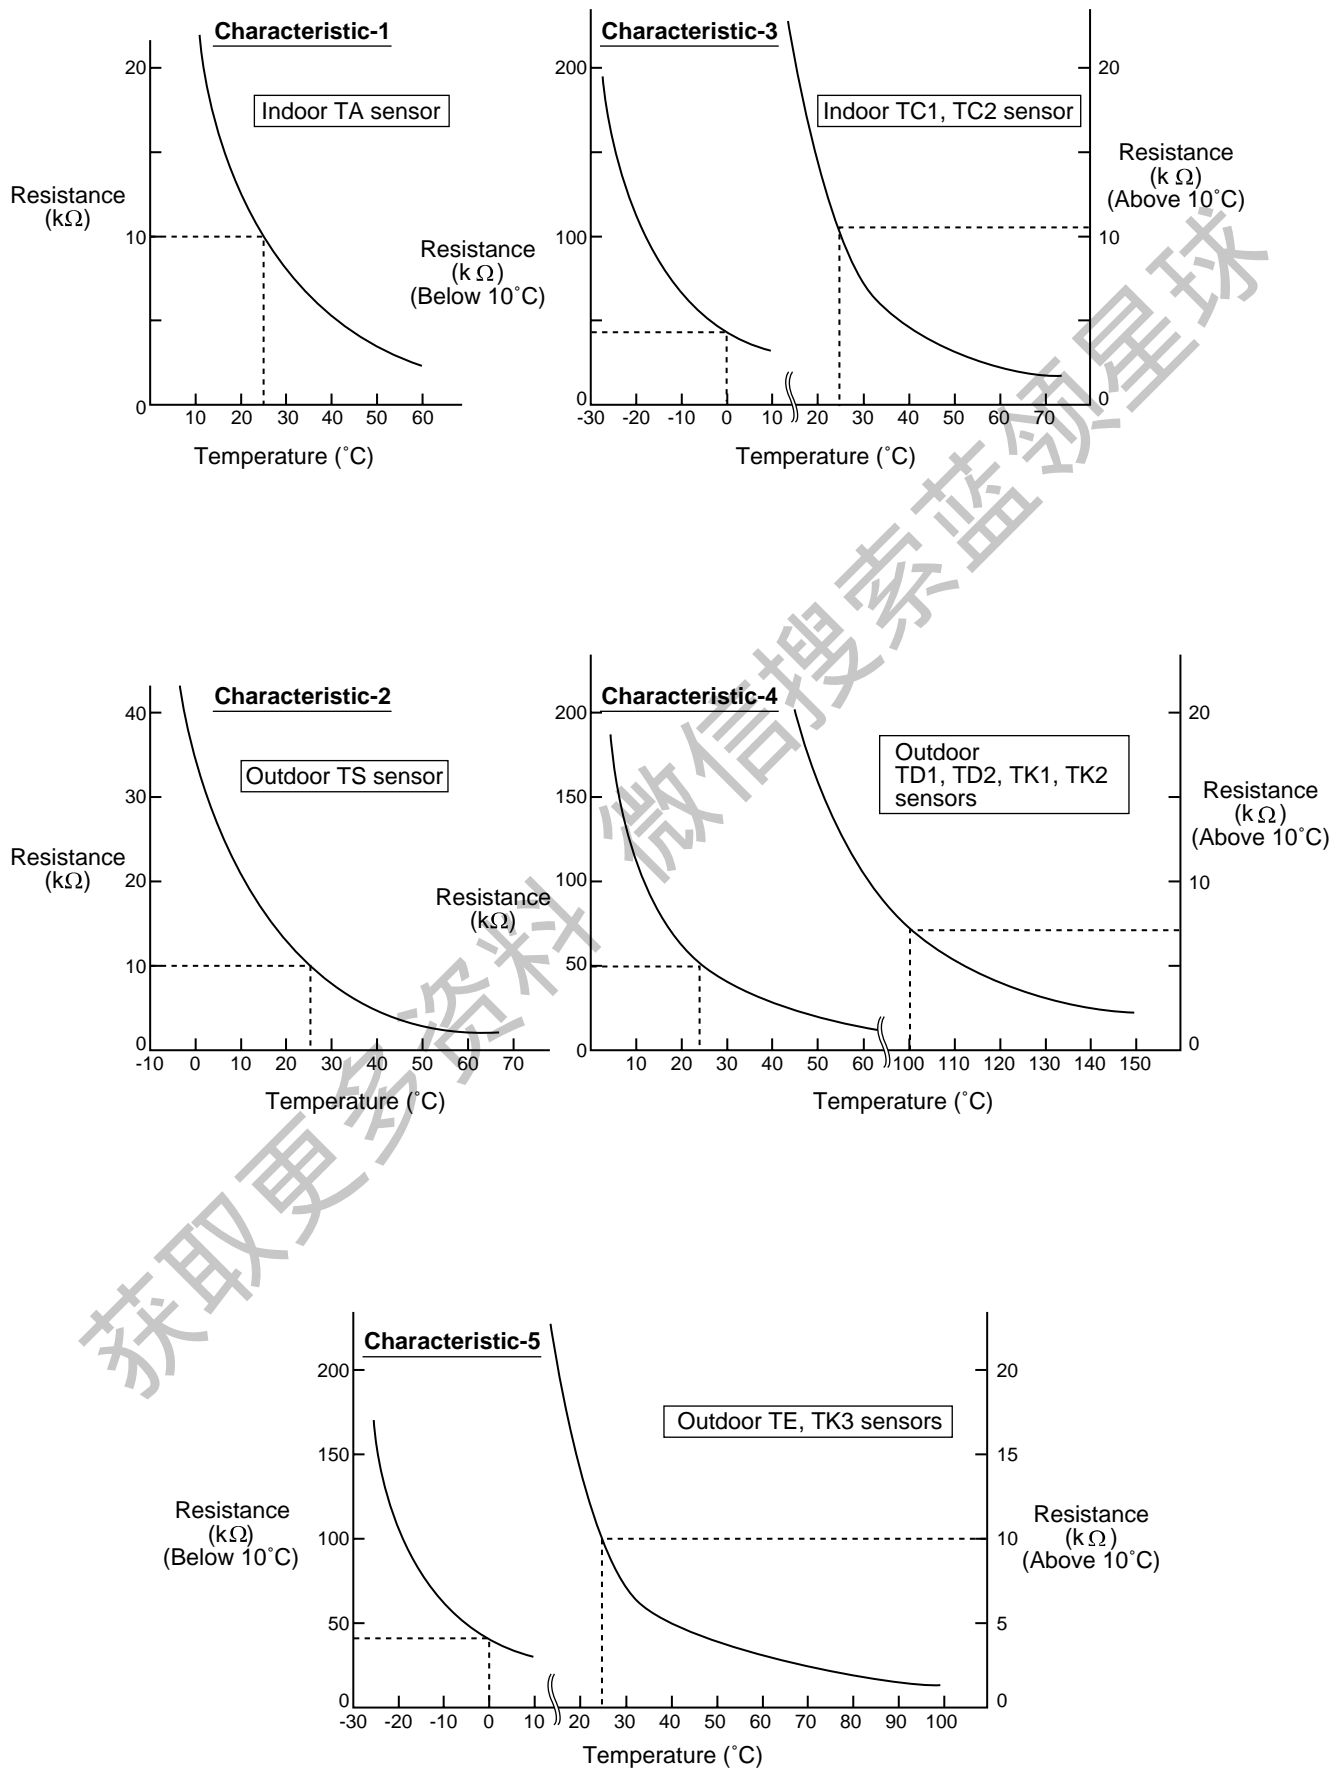 Characteristic-1
20
Indoor TA sensor
Resistance
(kΩ)
10
0
10 20 30 40 50 60
Temperature (˚C)
Characteristic-3
200
20
Indoor TC1, TC2 sensor
Resistance
(k Ω)
(Above 10˚C)
100
10
Resistance
(k Ω)
(Below 10˚C)
0
0
-30 -20 -10 0 10 20 30 40 50 60 70
Temperature (˚C)
Characteristic-2
40
Outdoor TS sensor
30
Resistance
(kΩ)
20
10
0
-10 0 10 20 30 40 50 60 70
Temperature (˚C)
Characteristic-4
200
20
Outdoor
TD1, TD2, TK1, TK2
sensors
150
Resistance
(k Ω)
(Above 10˚C)
100
10
Resistance
(kΩ)
50
0
0
10 20 30 40 50 60 100 110 120 130 140 150
Temperature (˚C)
Characteristic-5
200
20
Outdoor TE, TK3 sensors
150
15
Resistance
(kΩ)
(Below 10˚C)
100
10
Resistance
(k Ω)
(Above 10˚C)
50
5
0
0
-30 -20 -10 0 10 20 30 40 50 60 70 80 90 100
Temperature (˚C)
获取更多资料 微信搜索蓝领星球